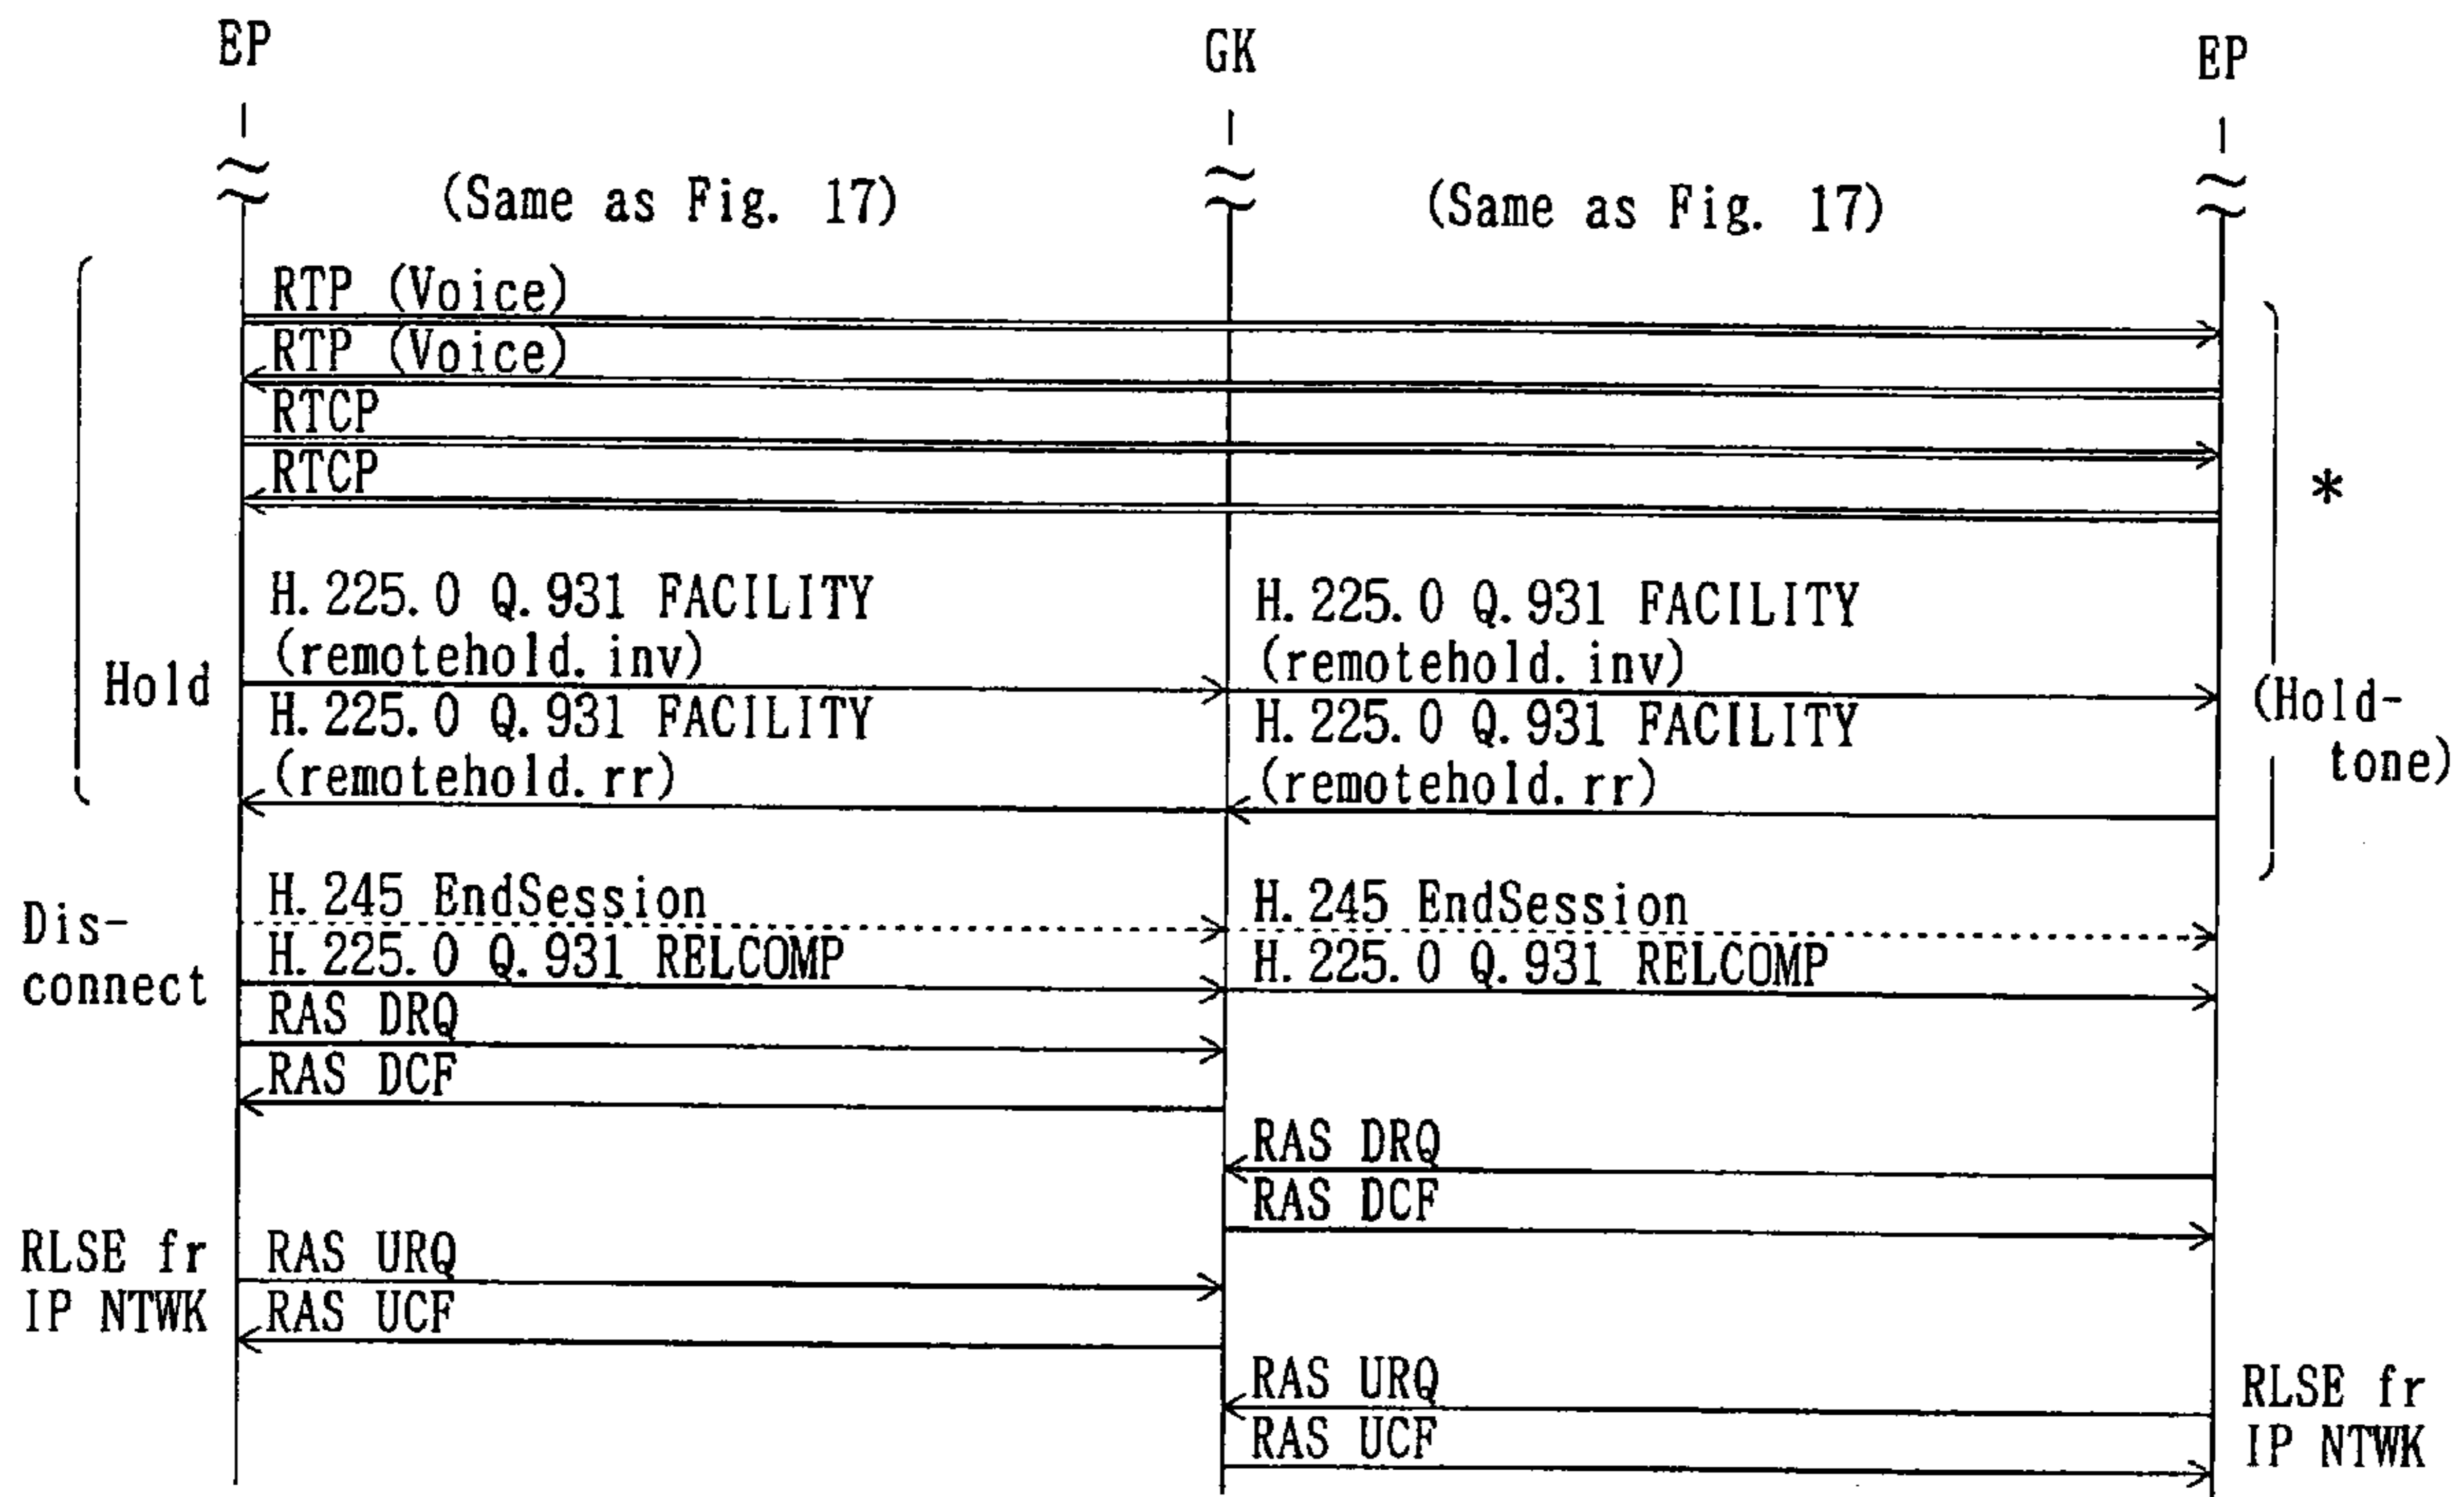 EP GK EP
(Same as Fig. 17) (Same as Fig. 17)
RTP (Voice)
RTP (Voice)
RTCP
RTCP
*
H.225.0 Q.931 FACILITY H.225.0 Q.931 FACILITY
(remotehold.inv) (remotehold.inv)
Hold
H.225.0 Q.931 FACILITY H.225.0 Q.931 FACILITY
(remotehold.rr) (remotehold.rr)
(Hold-
tone)
H.245 EndSession H.245 EndSession
Dis-
connect
H.225.0 Q.931 RELCOMP H.225.0 Q.931 RELCOMP
RAS DRQ
RAS DCF
RAS DRQ
RAS DCF
RLSE fr
IP NTWK
RAS URQ
RAS UCF
RAS URQ
RAS UCF
RLSE fr
IP NTWK